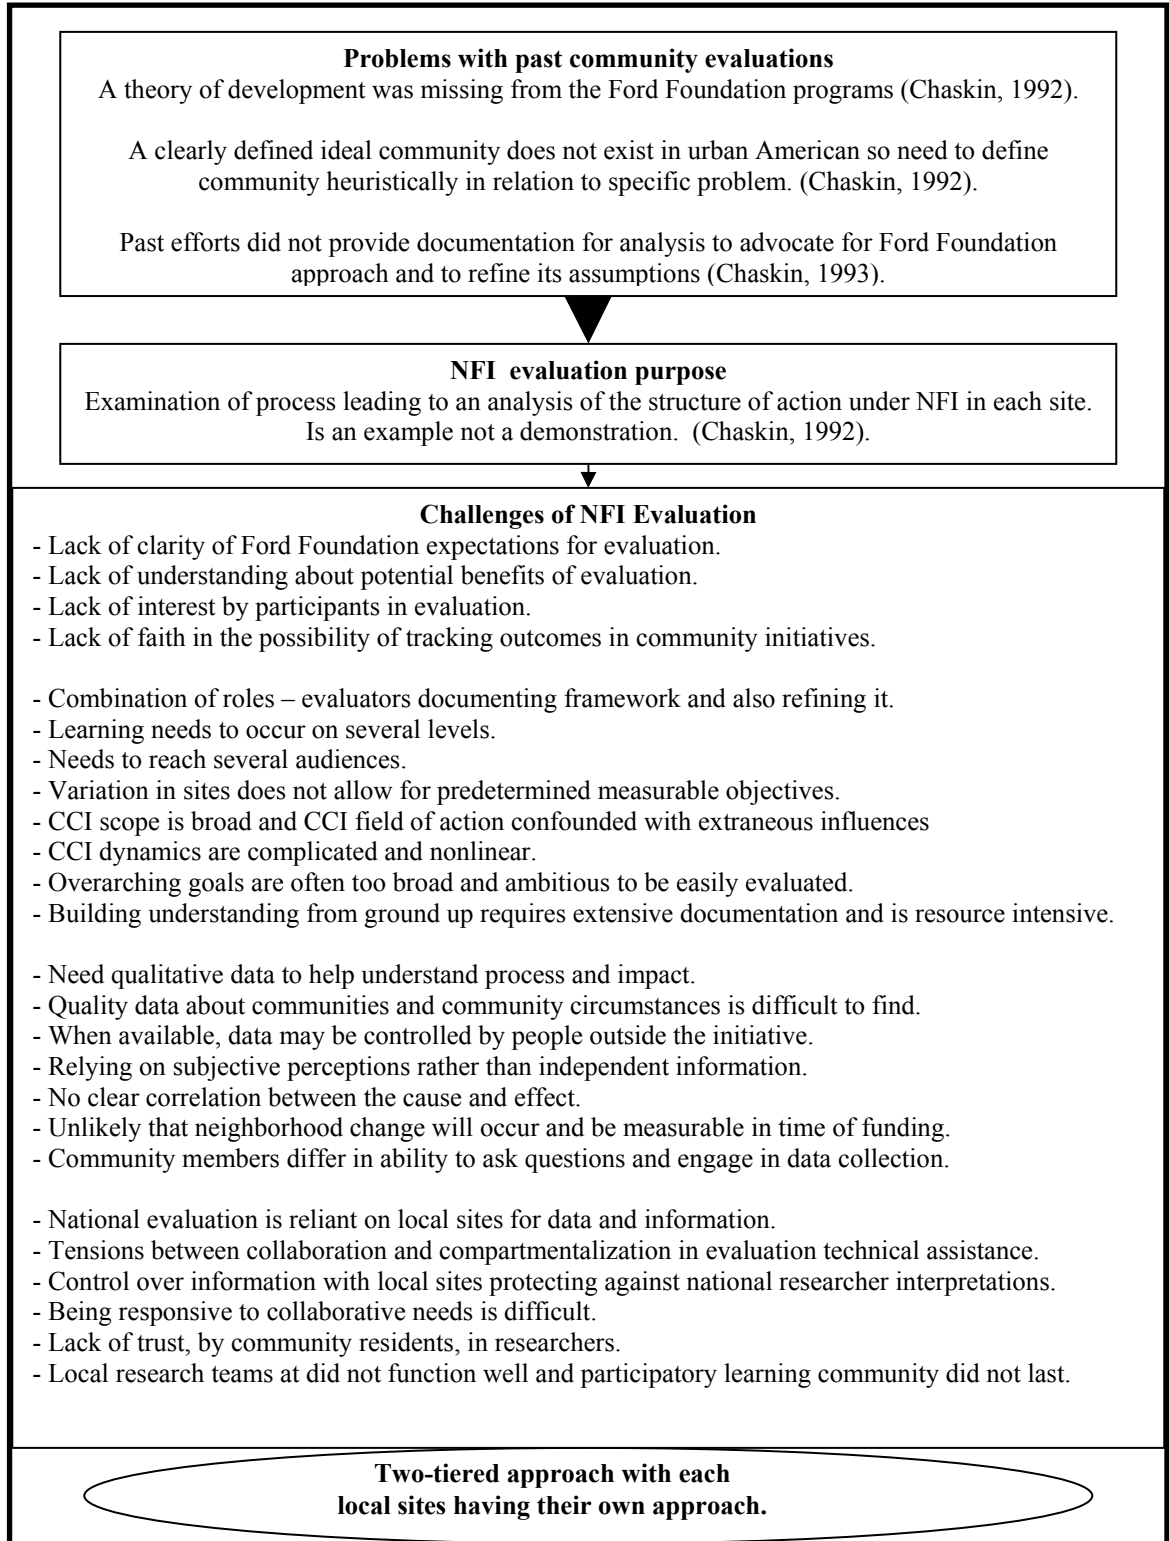 Problems with past community evaluations
A theory of development was missing from the Ford Foundation programs (Chaskin, 1992).
A clearly defined ideal community does not exist in urban American so need to define
community heuristically in relation to specific problem. (Chaskin, 1992).
Past efforts did not provide documentation for analysis to advocate for Ford Foundation
approach and to refine its assumptions (Chaskin, 1993).
NFI  evaluation purpose
Examination of process leading to an analysis of the structure of action under NFI in each site.
Is an example not a demonstration.  (Chaskin, 1992).
Challenges of NFI Evaluation
- Lack of clarity of Ford Foundation expectations for evaluation.
- Lack of understanding about potential benefits of evaluation.
- Lack of interest by participants in evaluation.
- Lack of faith in the possibility of tracking outcomes in community initiatives.
- Combination of roles – evaluators documenting framework and also refining it.
- Learning needs to occur on several levels.
- Needs to reach several audiences.
- Variation in sites does not allow for predetermined measurable objectives.
- CCI scope is broad and CCI field of action confounded with extraneous influences
- CCI dynamics are complicated and nonlinear.
- Overarching goals are often too broad and ambitious to be easily evaluated.
- Building understanding from ground up requires extensive documentation and is resource intensive.
- Need qualitative data to help understand process and impact.
- Quality data about communities and community circumstances is difficult to find.
- When available, data may be controlled by people outside the initiative.
- Relying on subjective perceptions rather than independent information.
- No clear correlation between the cause and effect.
- Unlikely that neighborhood change will occur and be measurable in time of funding.
- Community members differ in ability to ask questions and engage in data collection.
- National evaluation is reliant on local sites for data and information.
- Tensions between collaboration and compartmentalization in evaluation technical assistance.
- Control over information with local sites protecting against national researcher interpretations.
- Being responsive to collaborative needs is difficult.
- Lack of trust, by community residents, in researchers.
- Local research teams at did not function well and participatory learning community did not last.
Two-tiered approach with each
local sites having their own approach.